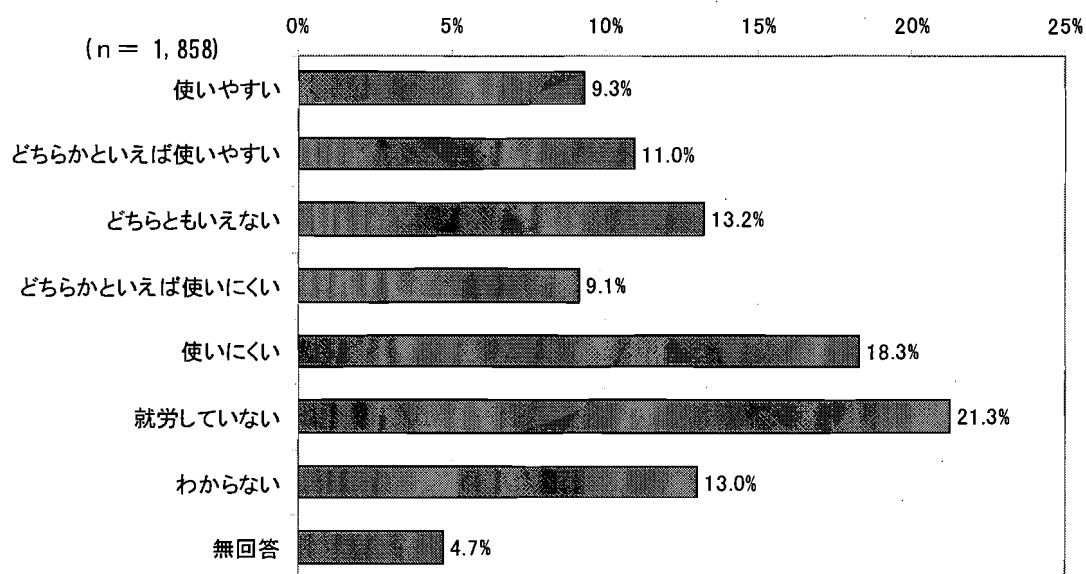 0% 5% 10% 15% 20% 25%
(n = 1,858)
使いやすい 9.3%
どちらかといえば使いやすい 11.0%
どちらともいえない 13.2%
どちらかといえば使いにくい 9.1%
使いにくい 18.3%
就労していない 21.3%
わからない 13.0%
無回答 4.7%